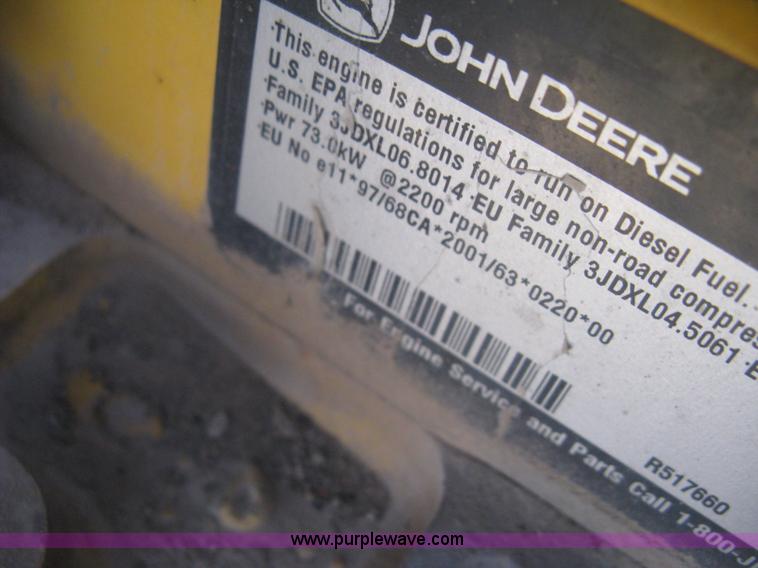 JOHN DEERE
This engine is certified to run on Diesel Fuel.
U.S. EPA regulations for large non-road
Family 3JDXL06.8014 EU Family 3JDXL04.5061
Pwr 73.0kW @2200 rpm
EU No e11*97/68CA*2001/63*0220*00
R517660
For Engine Service and Parts Call 1-800-J
www.purplewave.com